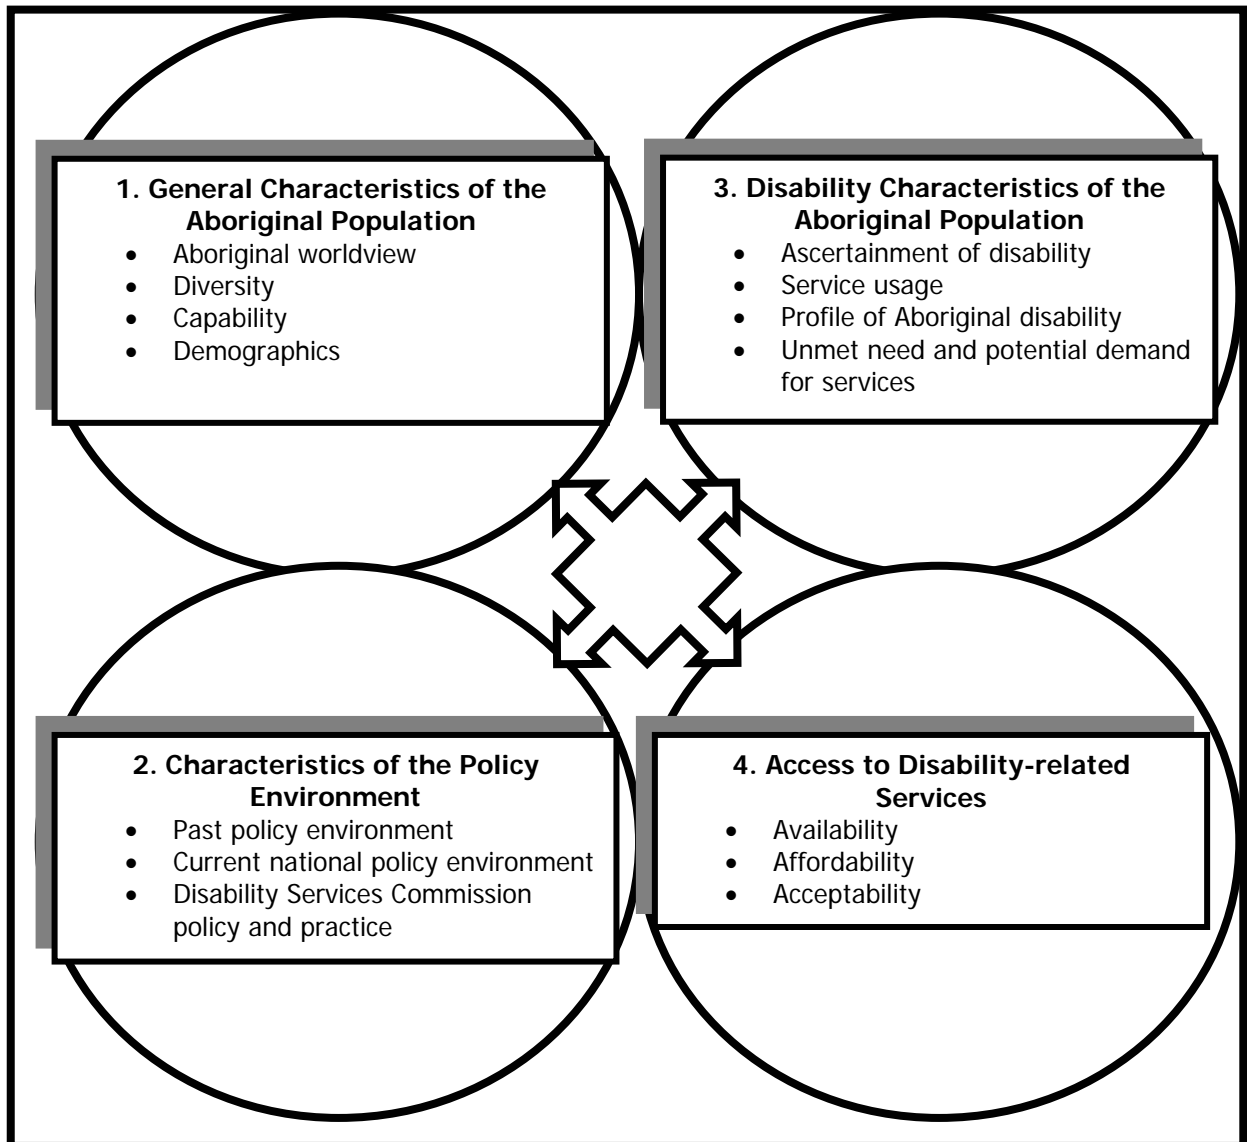 1. General Characteristics of the
Aboriginal Population
• Aboriginal worldview
• Diversity
• Capability
• Demographics
3. Disability Characteristics of the
Aboriginal Population
• Ascertainment of disability
• Service usage
• Profile of Aboriginal disability
• Unmet need and potential demand
for services
2. Characteristics of the Policy
Environment
• Past policy environment
• Current national policy environment
• Disability Services Commission
policy and practice
4. Access to Disability-related
Services
• Availability
• Affordability
• Acceptability